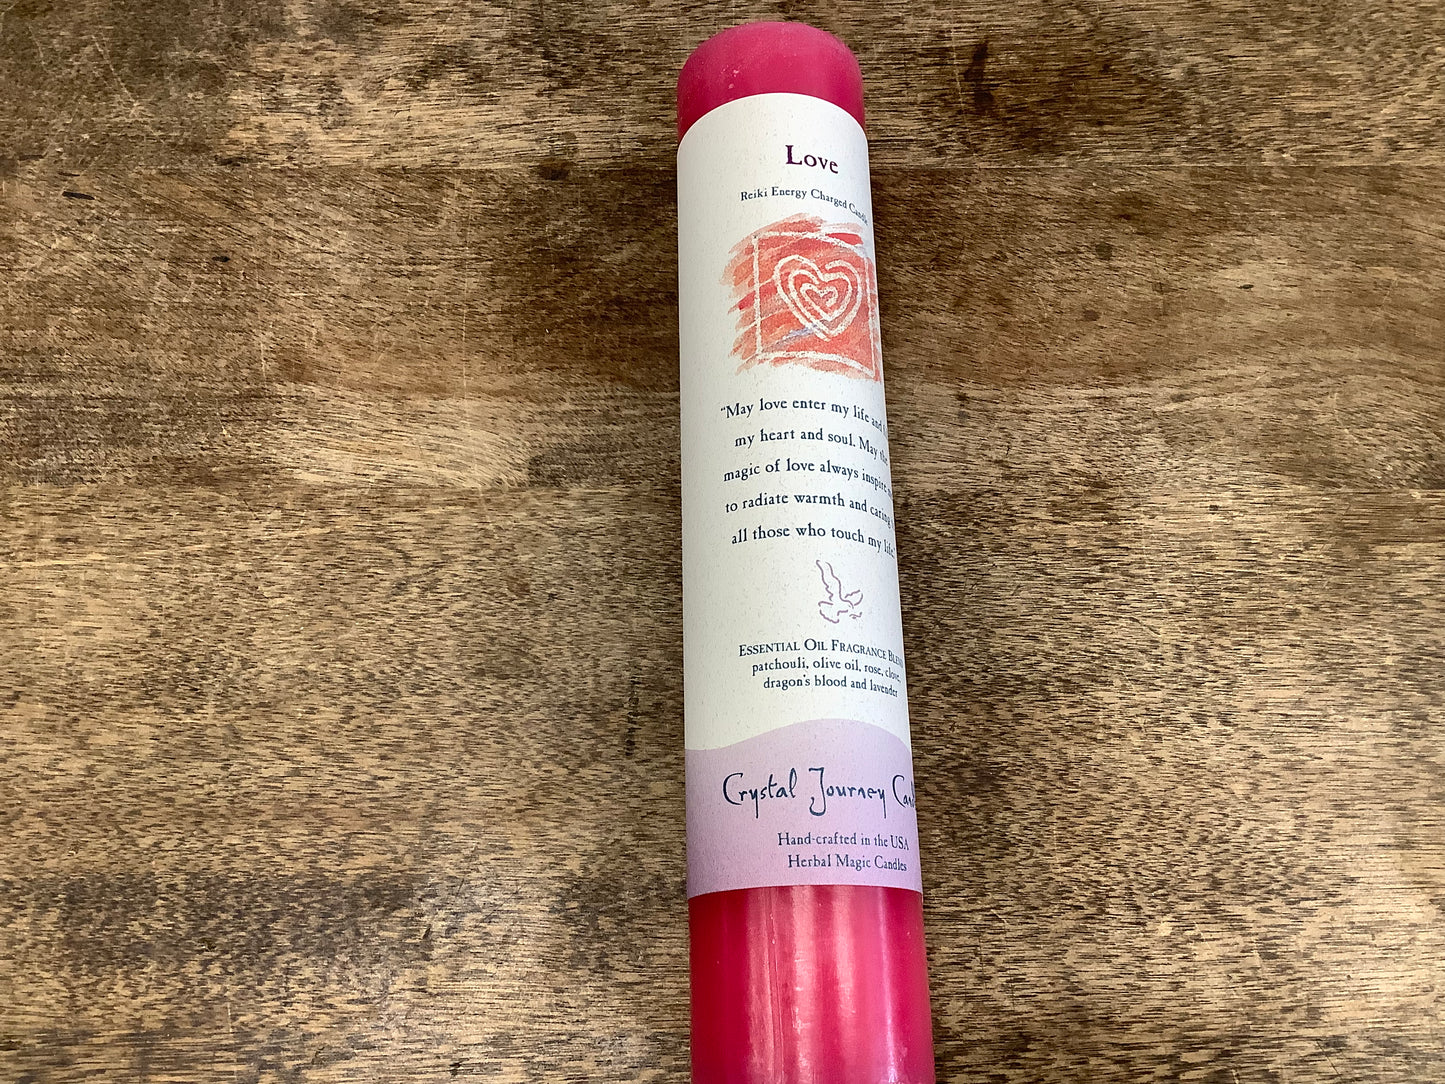 Love
Reiki Energy Charged Candle
"May love enter my life and
my heart and soul. May the
magic of love always inspire
to radiate warmth and caring
all those who touch my life."
ESSENTIAL OIL FRAGRANCE BLEND
patchouli, olive oil, rose, clove,
dragon's blood and lavender
Crystal Journey
Hand-crafted in the USA
Herbal Magic Candles